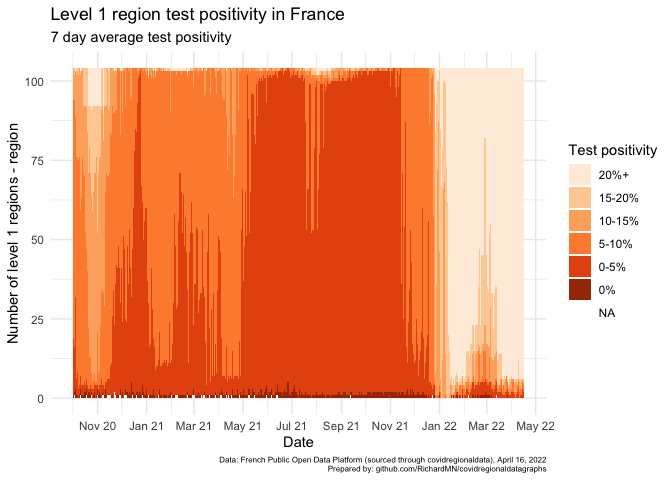 Level 1 region test positivity in France
7 day average test positivity
Number of level 1 regions - region
100
75
50
25
0
Nov 20 Jan 21 Mar 21 May 21 Jul 21 Sep 21 Nov 21 Jan 22 Mar 22 May 22
Date
Test positivity
20%+
15-20%
10-15%
5-10%
0-5%
0%
NA
Data: French Public Open Data Platform (sourced through covidregionaldata), April 16, 2022
Prepared by: github.com/RichardMN/covidregionaldatagraphs